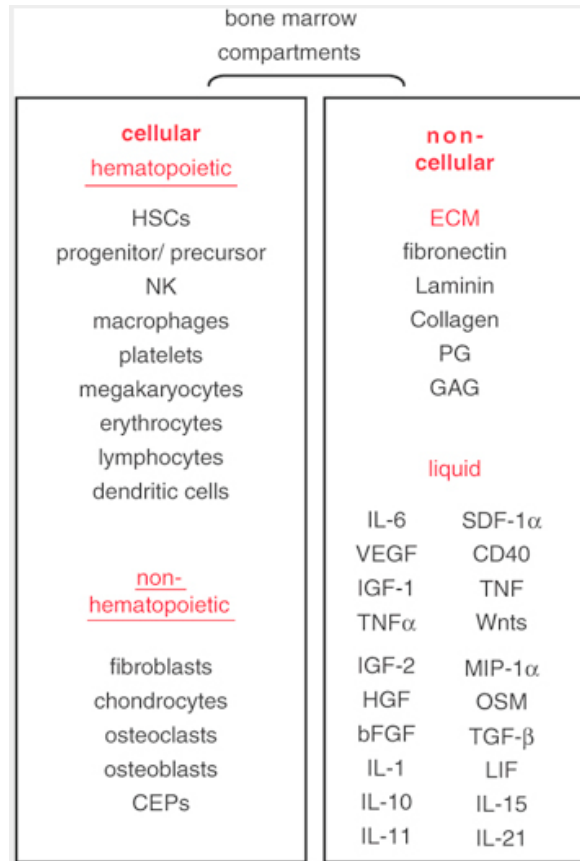 bone marrow
compartments
cellular
hematopoietic
HSCs
progenitor/ precursor
NK
macrophages
platelets
megakaryocytes
erythrocytes
lymphocytes
dendritic cells
non-
hematopoietic
fibroblasts
chondrocytes
osteoclasts
osteoblasts
CEPs
non-
cellular
ECM
fibronectin
Laminin
Collagen
PG
GAG
liquid
IL-6 SDF-1α
VEGF CD40
IGF-1 TNF
TNFα Wnts
IGF-2 MIP-1α
HGF OSM
bFGF TGF-β
IL-1 LIF
IL-10 IL-15
IL-11 IL-21